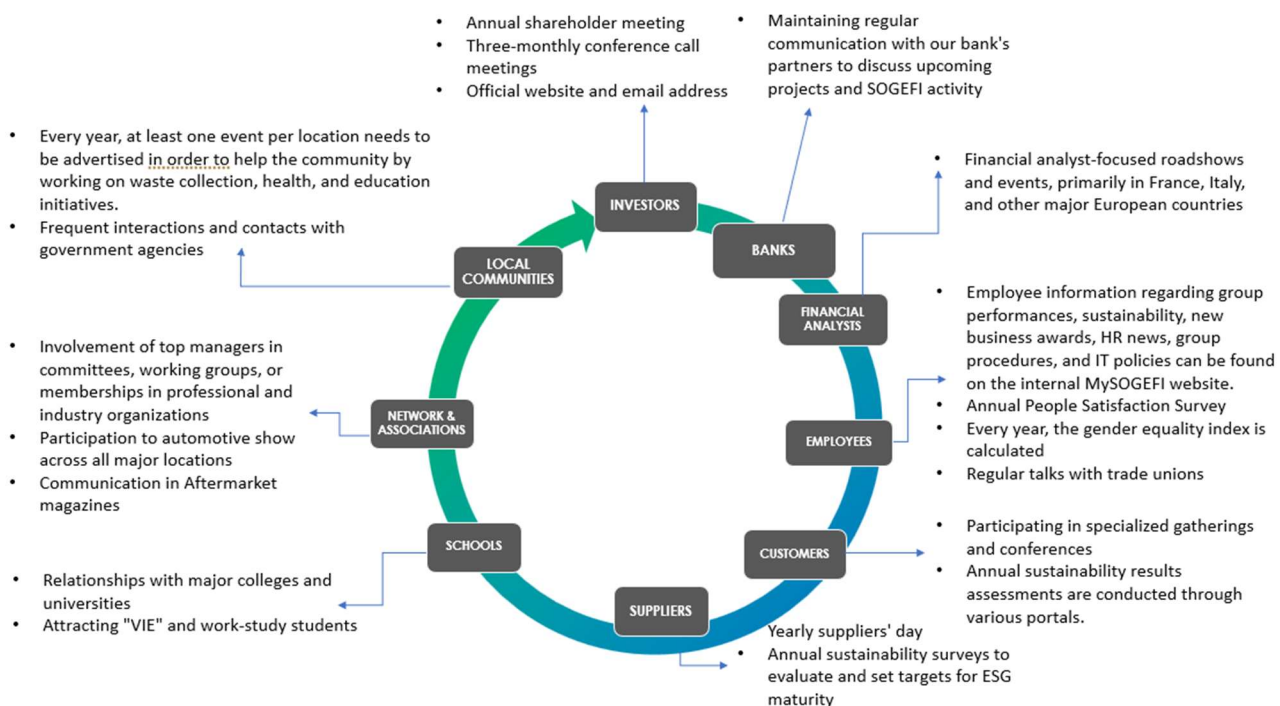 • Annual shareholder meeting
• Three-monthly conference call
meetings
• Official website and email address
• Maintaining regular
communication with our bank's
partners to discuss upcoming
projects and SOGEFI activity
• Every year, at least one event per location needs to
be advertised in order to help the community by
working on waste collection, health, and education
initiatives.
• Frequent interactions and contacts with
government agencies
• Financial analyst-focused roadshows
and events, primarily in France, Italy,
and other major European countries
INVESTORS
BANKS
LOCAL
COMMUNITIES
FINANCIAL
ANALYSTS
• Employee information regarding group
performances, sustainability, new
business awards, HR news, group
procedures, and IT policies can be found
on the internal MySOGEFI website.
• Annual People Satisfaction Survey
• Every year, the gender equality index is
calculated
• Regular talks with trade unions
• Involvement of top managers in
committees, working groups, or
memberships in professional and
industry organizations
• Participation to automotive show
across all major locations
• Communication in Aftermarket
magazines
NETWORK &
ASSOCIATIONS
EMPLOYEES
SCHOOLS
CUSTOMERS
SUPPLIERS
• Participating in specialized gatherings
and conferences
• Annual sustainability results
assessments are conducted through
various portals.
• Relationships with major colleges and
universities
• Attracting "VIE" and work-study students
Yearly suppliers' day
• Annual sustainability surveys to
evaluate and set targets for ESG
maturity